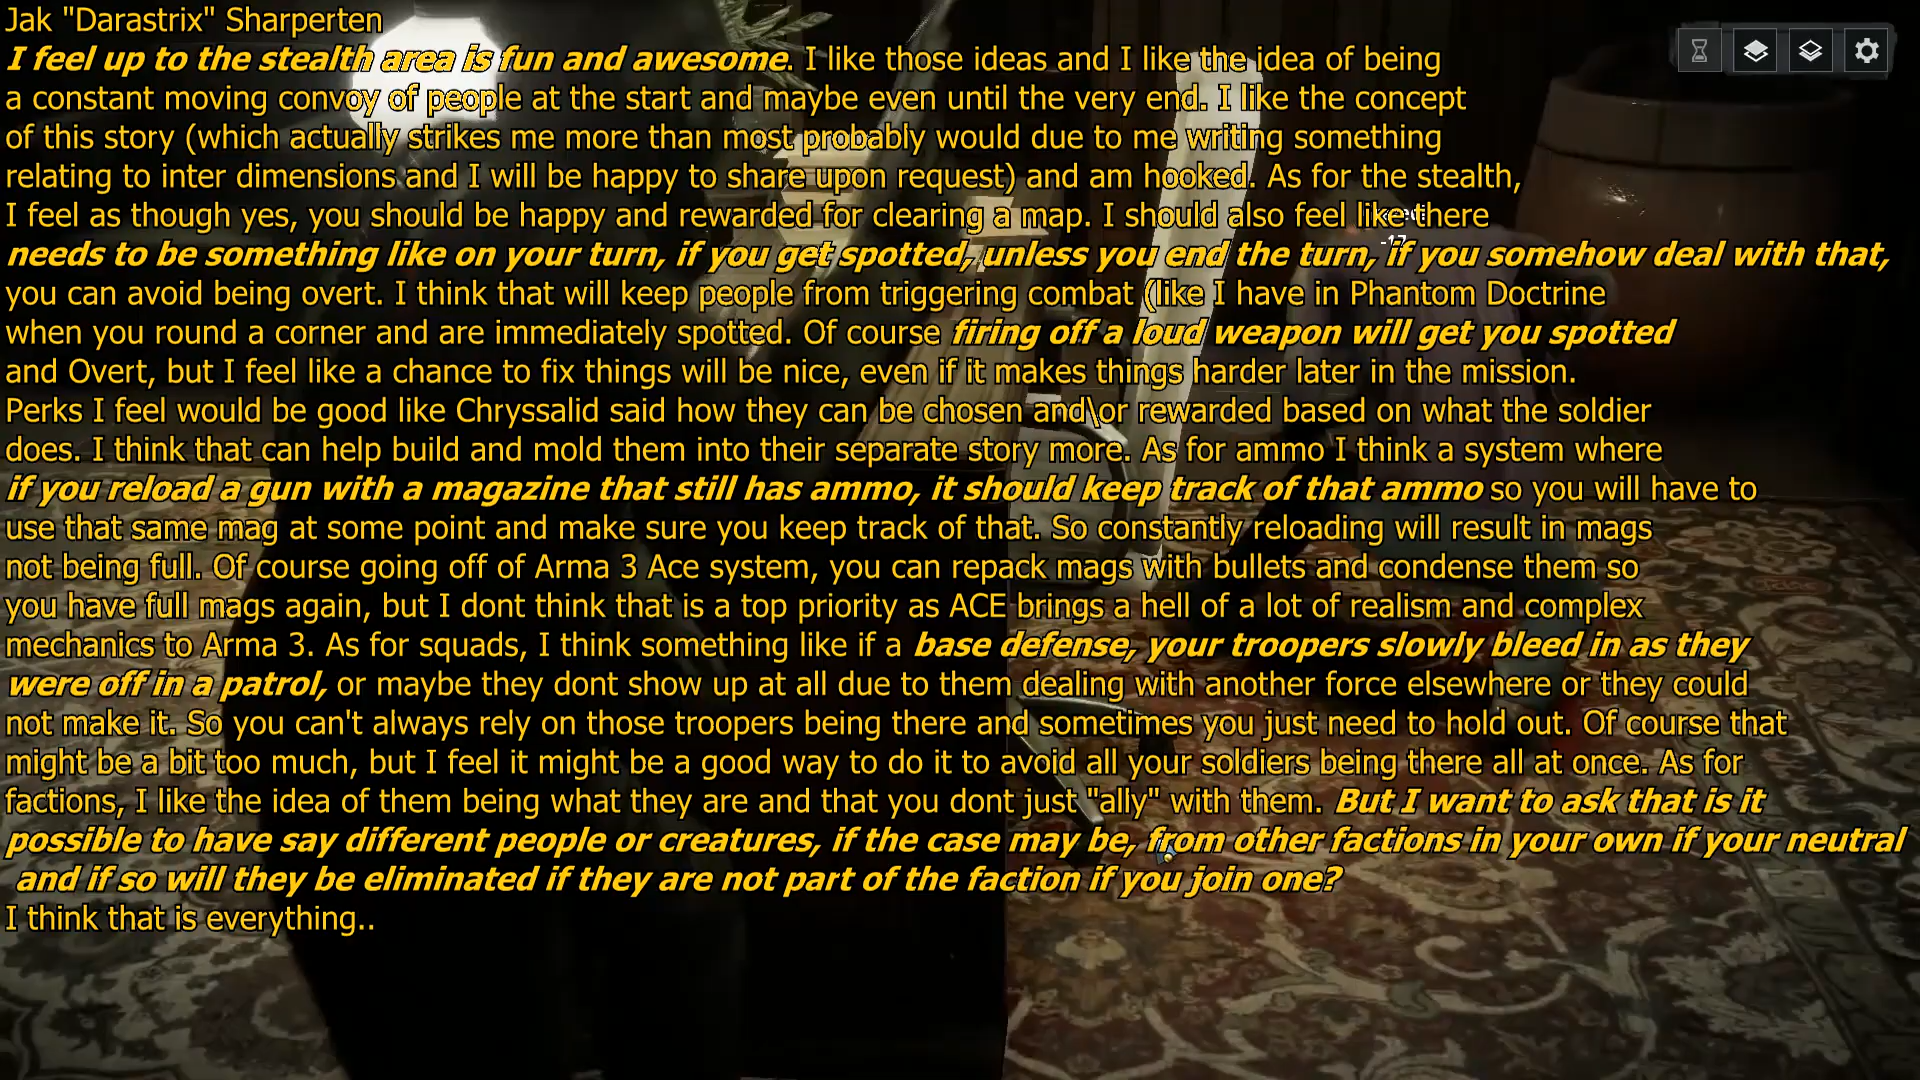 Jak "Darastrix" Sharperten
I feel up to the stealth area is fun and awesome. I like those ideas and I like the idea of being
a constant moving convoy of people at the start and maybe even until the very end. I like the concept
of this story (which actually strikes me more than most probably would due to me writing something
relating to inter dimensions and I will be happy to share upon request) and am hooked. As for the stealth,
I feel as though yes, you should be happy and rewarded for clearing a map. I should also feel like there
needs to be something like on your turn, if you get spotted, unless you end the turn, if you somehow deal with that,
you can avoid being overt. I think that will keep people from triggering combat (like I have in Phantom Doctrine
when you round a corner and are immediately spotted. Of course firing off a loud weapon will get you spotted
and Overt, but I feel like a chance to fix things will be nice, even if it makes things harder later in the mission.
Perks I feel would be good like Chryssalid said how they can be chosen and\or rewarded based on what the soldier
does. I think that can help build and mold them into their separate story more. As for ammo I think a system where
if you reload a gun with a magazine that still has ammo, it should keep track of that ammo so you will have to
use that same mag at some point and make sure you keep track of that. So constantly reloading will result in mags
not being full. Of course going off of Arma 3 Ace system, you can repack mags with bullets and condense them so
you have full mags again, but I dont think that is a top priority as ACE brings a hell of a lot of realism and complex
mechanics to Arma 3. As for squads, I think something like if a base defense, your troopers slowly bleed in as they
were off in a patrol, or maybe they dont show up at all due to them dealing with another force elsewhere or they could
not make it. So you can't always rely on those troopers being there and sometimes you just need to hold out. Of course that
might be a bit too much, but I feel it might be a good way to do it to avoid all your soldiers being there all at once. As for
factions, I like the idea of them being what they are and that you dont just "ally" with them. But I want to ask that is it
possible to have say different people or creatures, if the case may be, from other factions in your own if your neutral
and if so will they be eliminated if they are not part of the faction if you join one?
I think that is everything..